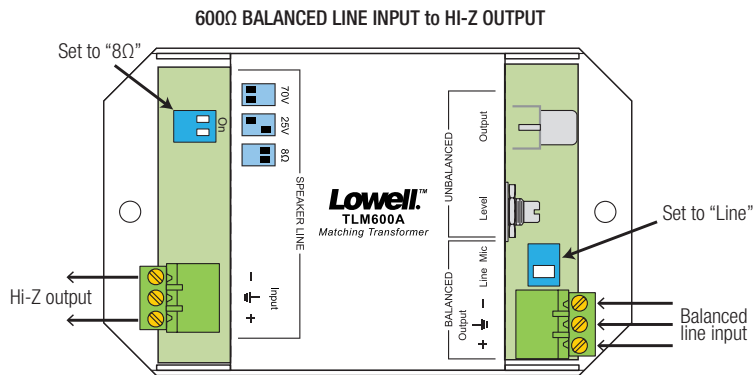 600Ω BALANCED LINE INPUT to HI-Z OUTPUT
Set to “8Ω”
On
70V
25V
8Ω
SPEAKER LINE
Input
–
+
Hi-Z output
Lowell.™
TLM600A
Matching Transformer
UNBALANCED
Output
Level
BALANCED
Output
Line Mic
–
+
Set to “Line”
Balanced
line input